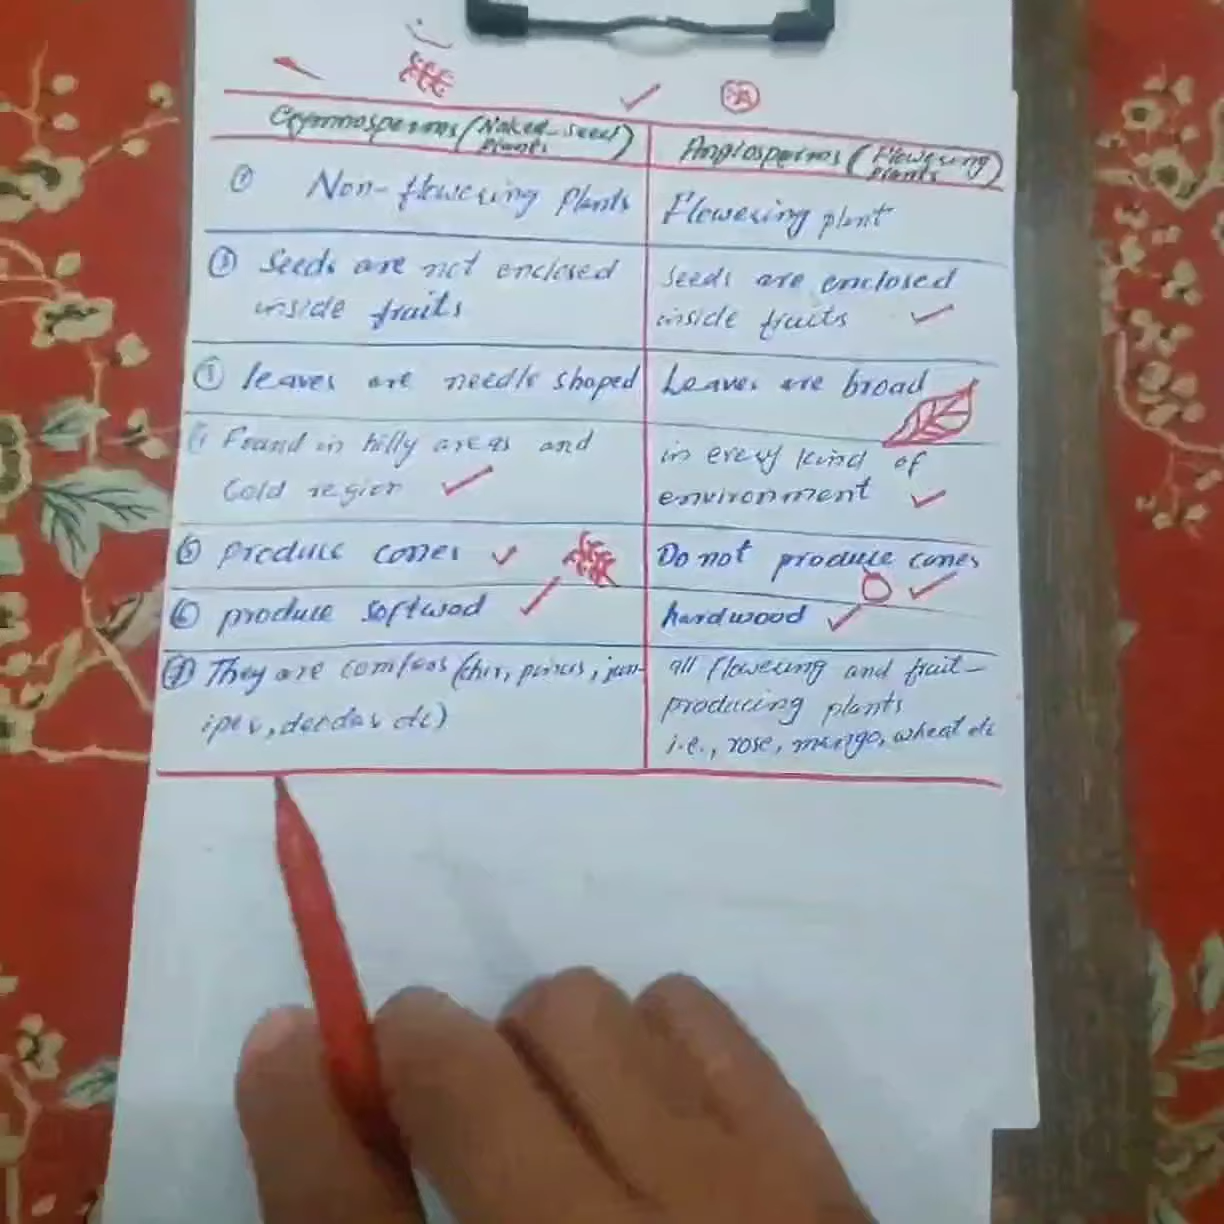 Gymnosperms (Naked-seed plants)
Angiosperms (Flowering plants)
① Non-flowering Plants
Flowering plant
② Seeds are not enclosed
inside fruits
Seeds are enclosed
inside fruits
③ leaves are needle shaped
Leaves are broad
4 Found in hilly areas and
Cold region
in every kind of
environment
⑤ produce cones
Do not produce cones
⑥ produce softwood
hardwood
⑦ They are conifers (chir, pinus, jun-
iper, deodar etc)
all flowering and fruit-
producing plants
i.e., rose, mango, wheat etc